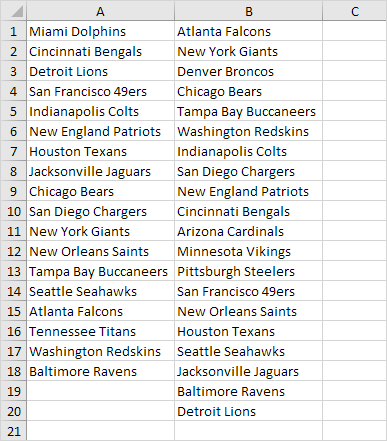 A B C
1 Miami Dolphins Atlanta Falcons
2 Cincinnati Bengals New York Giants
3 Detroit Lions Denver Broncos
4 San Francisco 49ers Chicago Bears
5 Indianapolis Colts Tampa Bay Buccaneers
6 New England Patriots Washington Redskins
7 Houston Texans Indianapolis Colts
8 Jacksonville Jaguars San Diego Chargers
9 Chicago Bears New England Patriots
10 San Diego Chargers Cincinnati Bengals
11 New York Giants Arizona Cardinals
12 New Orleans Saints Minnesota Vikings
13 Tampa Bay Buccaneers Pittsburgh Steelers
14 Seattle Seahawks San Francisco 49ers
15 Atlanta Falcons New Orleans Saints
16 Tennessee Titans Houston Texans
17 Washington Redskins Seattle Seahawks
18 Baltimore Ravens Jacksonville Jaguars
19 Baltimore Ravens
20 Detroit Lions
21